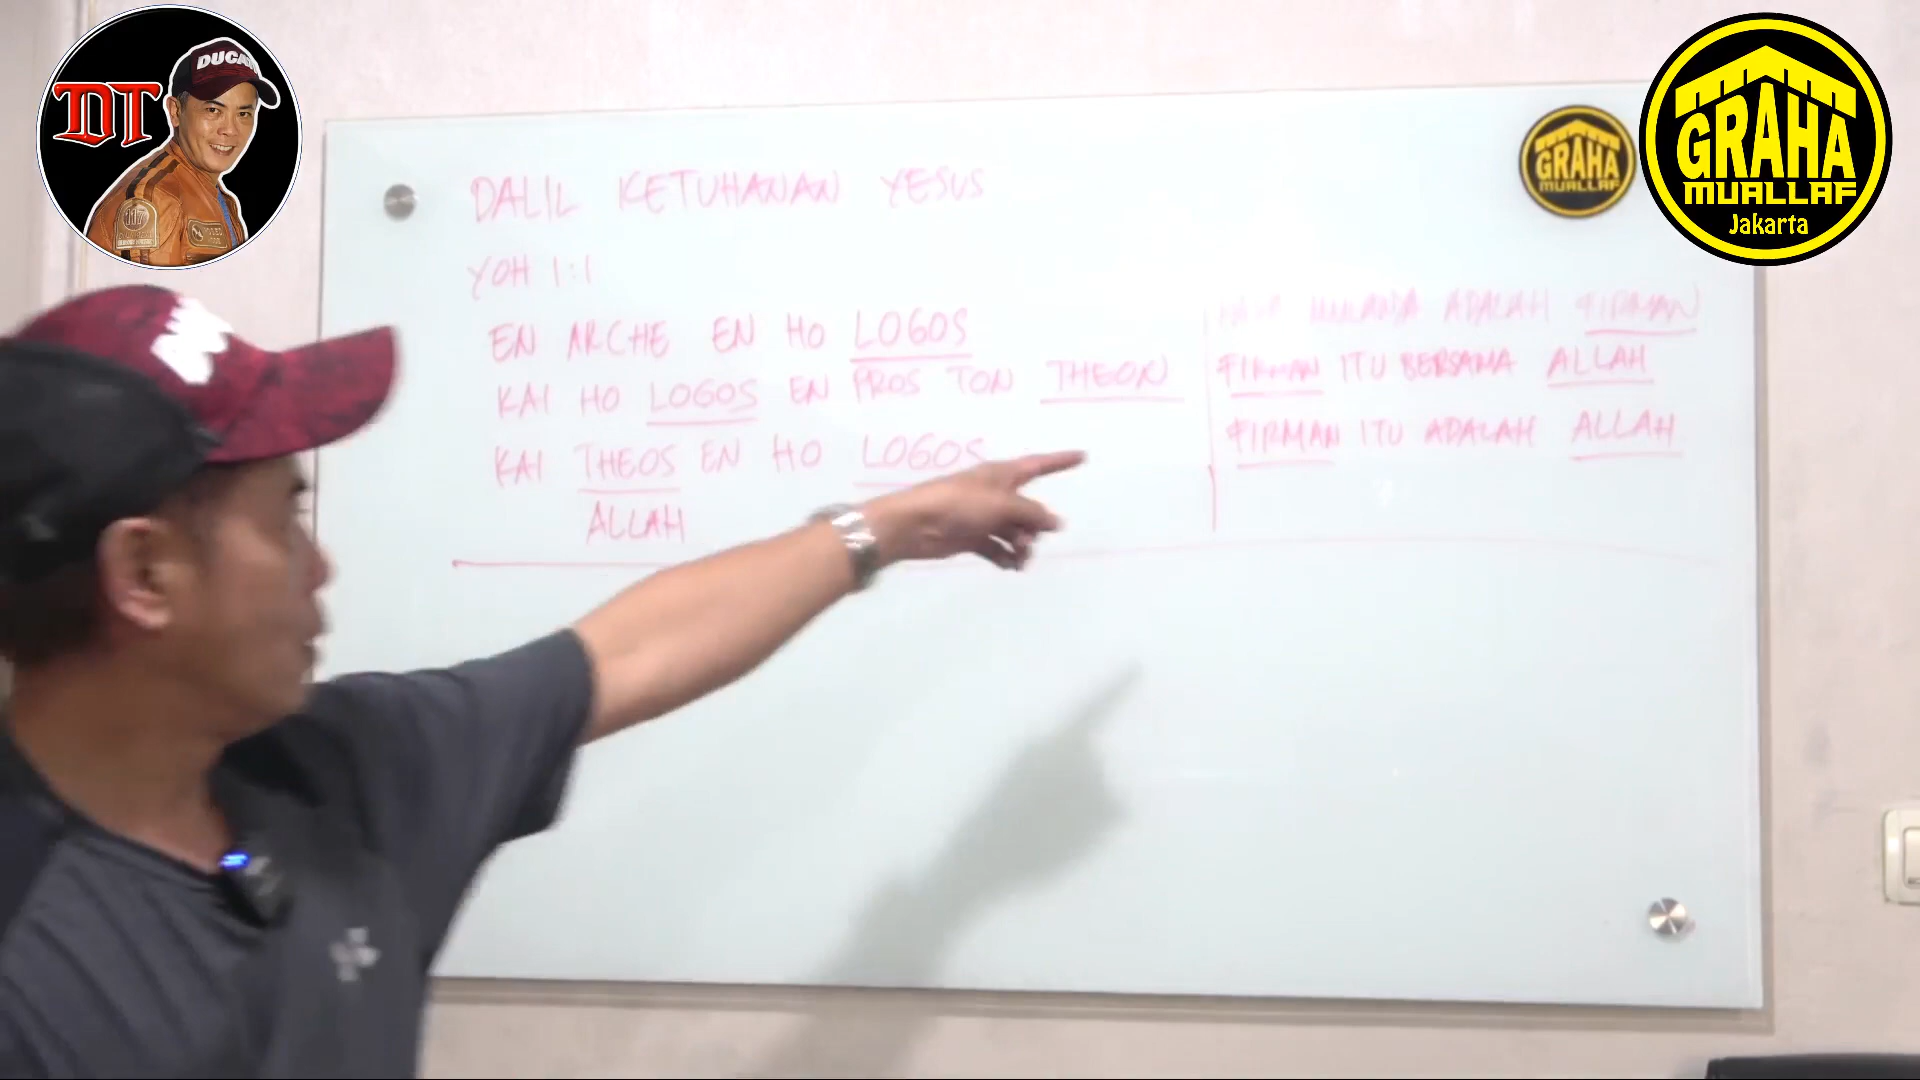 DUCATI
DT
117
GRAHA
MUALLAF
Jakarta
GRAHA
MUALLAF
DALIL KETUHANAN YESUS
YOH 1:1
EN ARCHE EN HO LOGOS
KAI HO LOGOS EN PROS TON THEON
KAI THEOS EN HO LOGOS
ALLAH
MULANYA ADALAH FIRMAN
FIRMAN ITU BERSAMA ALLAH
FIRMAN ITU ADALAH ALLAH